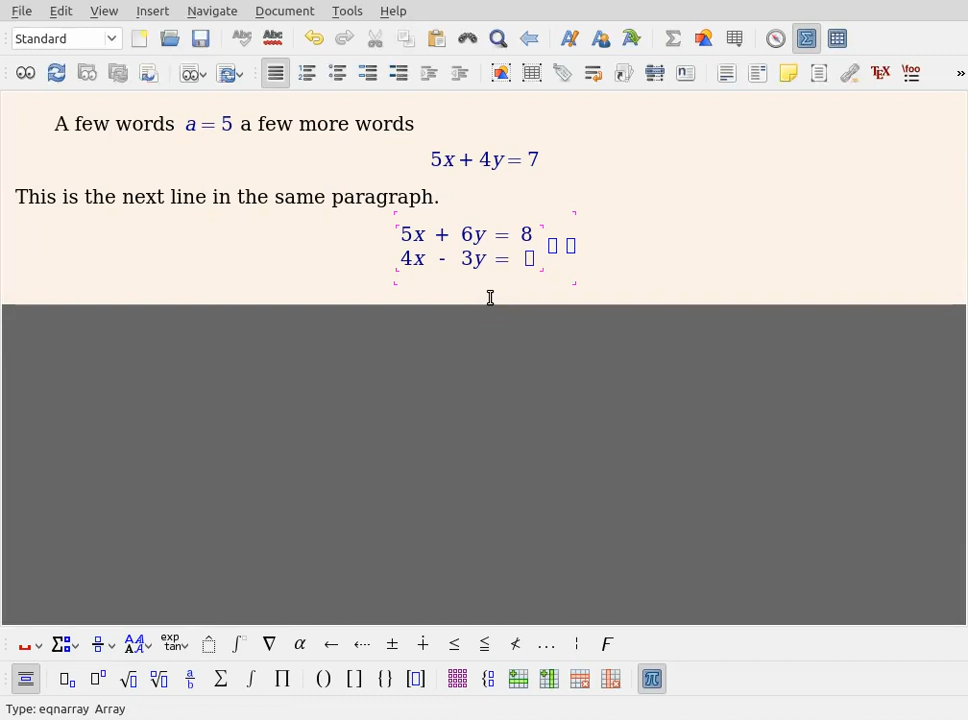 File Edit View Insert Navigate Document Tools Help
Standard
A few words a = 5 a few more words
5x + 4y = 7
This is the next line in the same paragraph.
5x + 6y = 8
4x - 3y =
exp
tan
Type: eqnarray Array